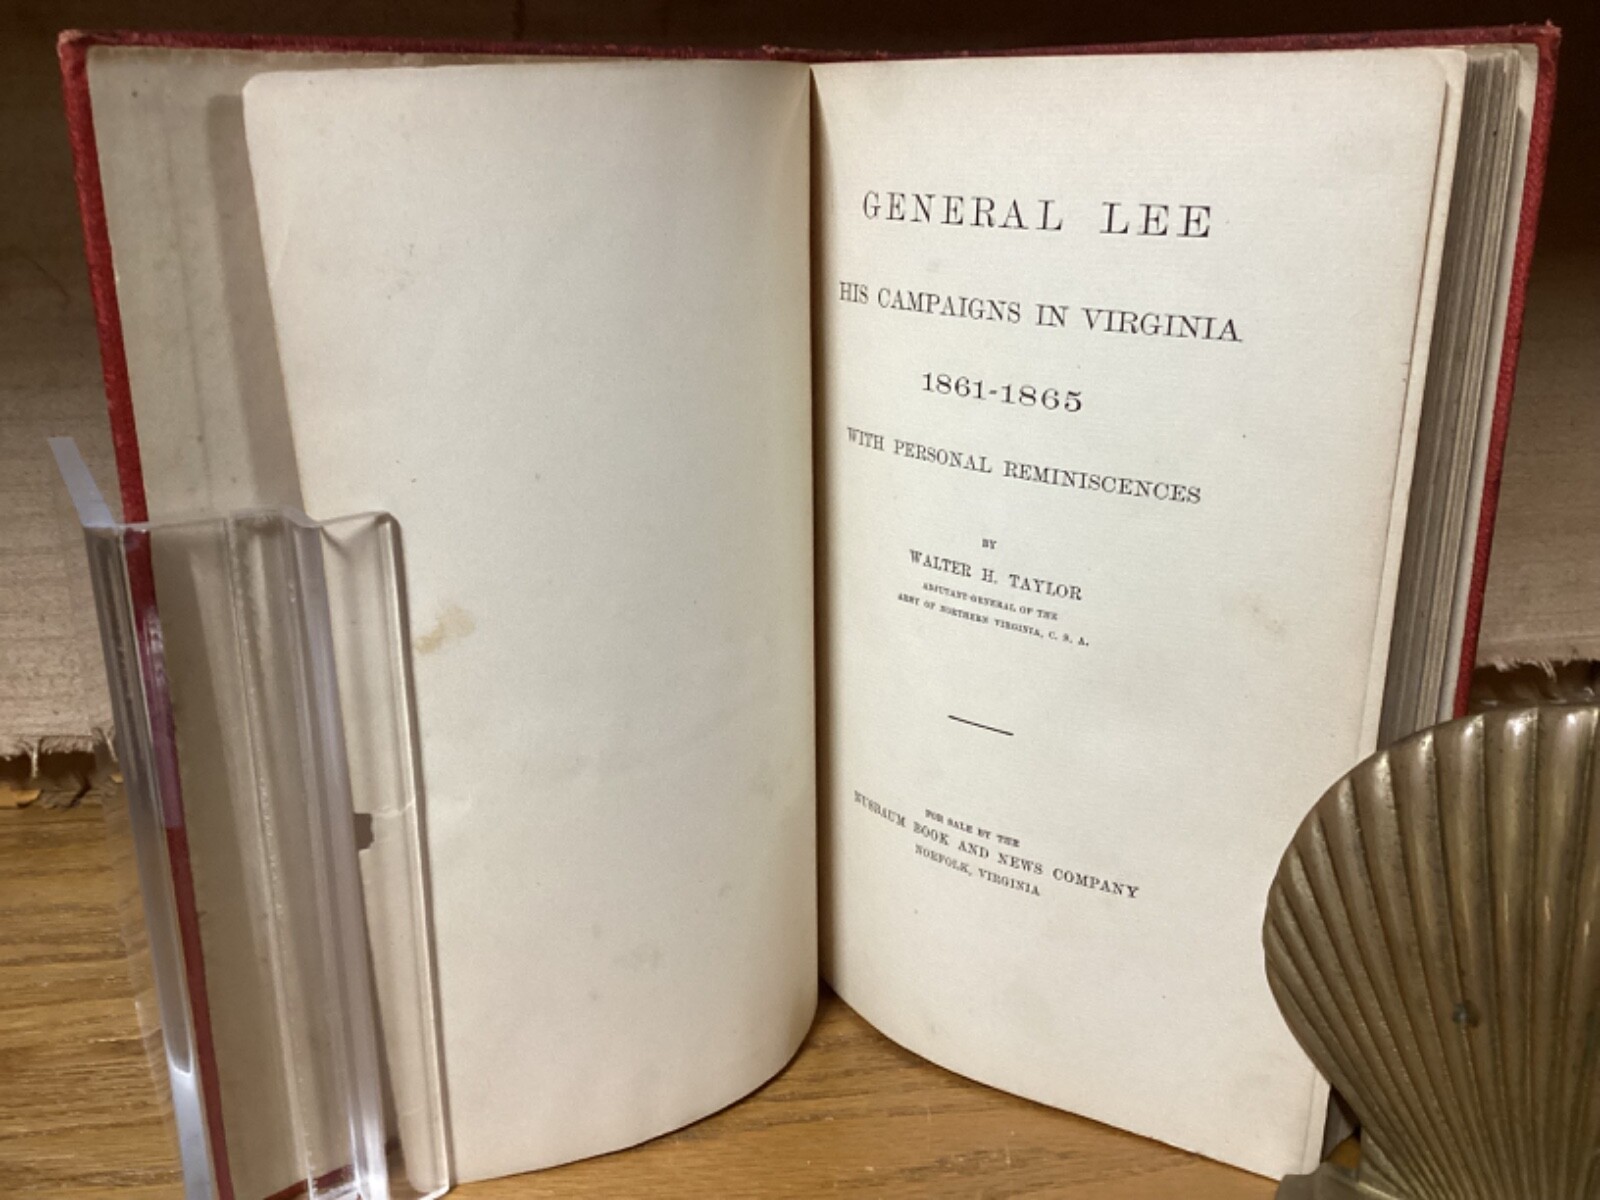 GENERAL LEE
HIS CAMPAIGNS IN VIRGINIA
1861-1865
WITH PERSONAL REMINISCENCES
BY
WALTER H. TAYLOR
ADJUTANT-GENERAL OF THE
ARMY OF NORTHERN VIRGINIA, C. S. A.
FOR SALE BY THE
NUSBAUM BOOK AND NEWS COMPANY
NORFOLK, VIRGINIA